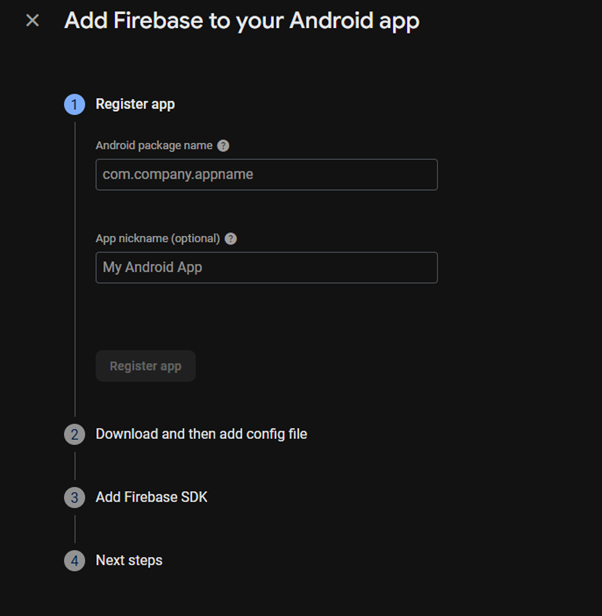 Add Firebase to your Android app
1 Register app
Android package name ?
com.company.appname
App nickname (optional) ?
My Android App
Register app
2 Download and then add config file
3 Add Firebase SDK
4 Next steps